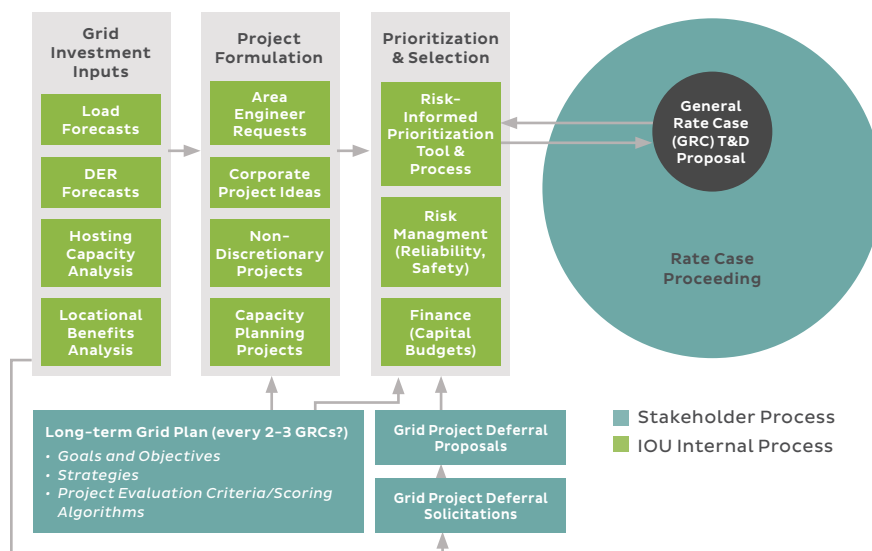 Grid
Investment
Inputs
Load
Forecasts
DER
Forecasts
Hosting
Capacity
Analysis
Locational
Benefits
Analysis
Project
Formulation
Area
Engineer
Requests
Corporate
Project Ideas
Non-
Discretionary
Projects
Capacity
Planning
Projects
Prioritization
& Selection
Risk-
Informed
Prioritization
Tool &
Process
Risk
Managment
(Reliability,
Safety)
Finance
(Capital
Budgets)
General
Rate Case
(GRC) T&D
Proposal
Rate Case
Proceeding
Long-term Grid Plan (every 2-3 GRCs?)
• Goals and Objectives
• Strategies
• Project Evaluation Criteria/Scoring
Algorithms
Grid Project Deferral
Proposals
Grid Project Deferral
Solicitations
Stakeholder Process
IOU Internal Process